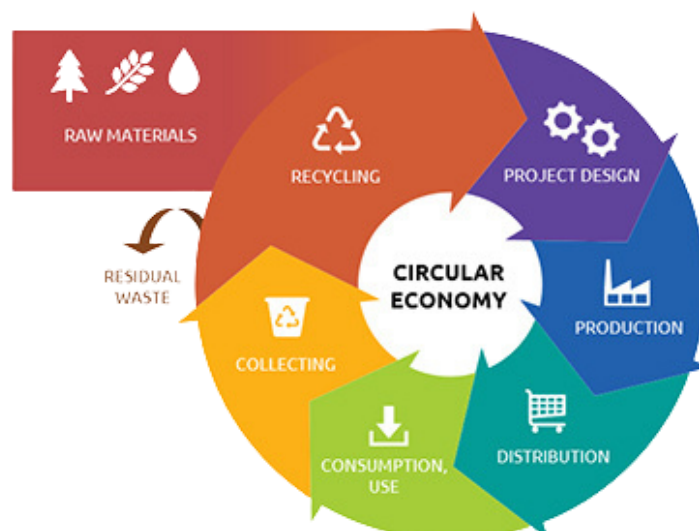 RAW MATERIALS
RECYCLING
PROJECT DESIGN
RESIDUAL
WASTE
CIRCULAR
ECONOMY
PRODUCTION
COLLECTING
DISTRIBUTION
CONSUMPTION,
USE